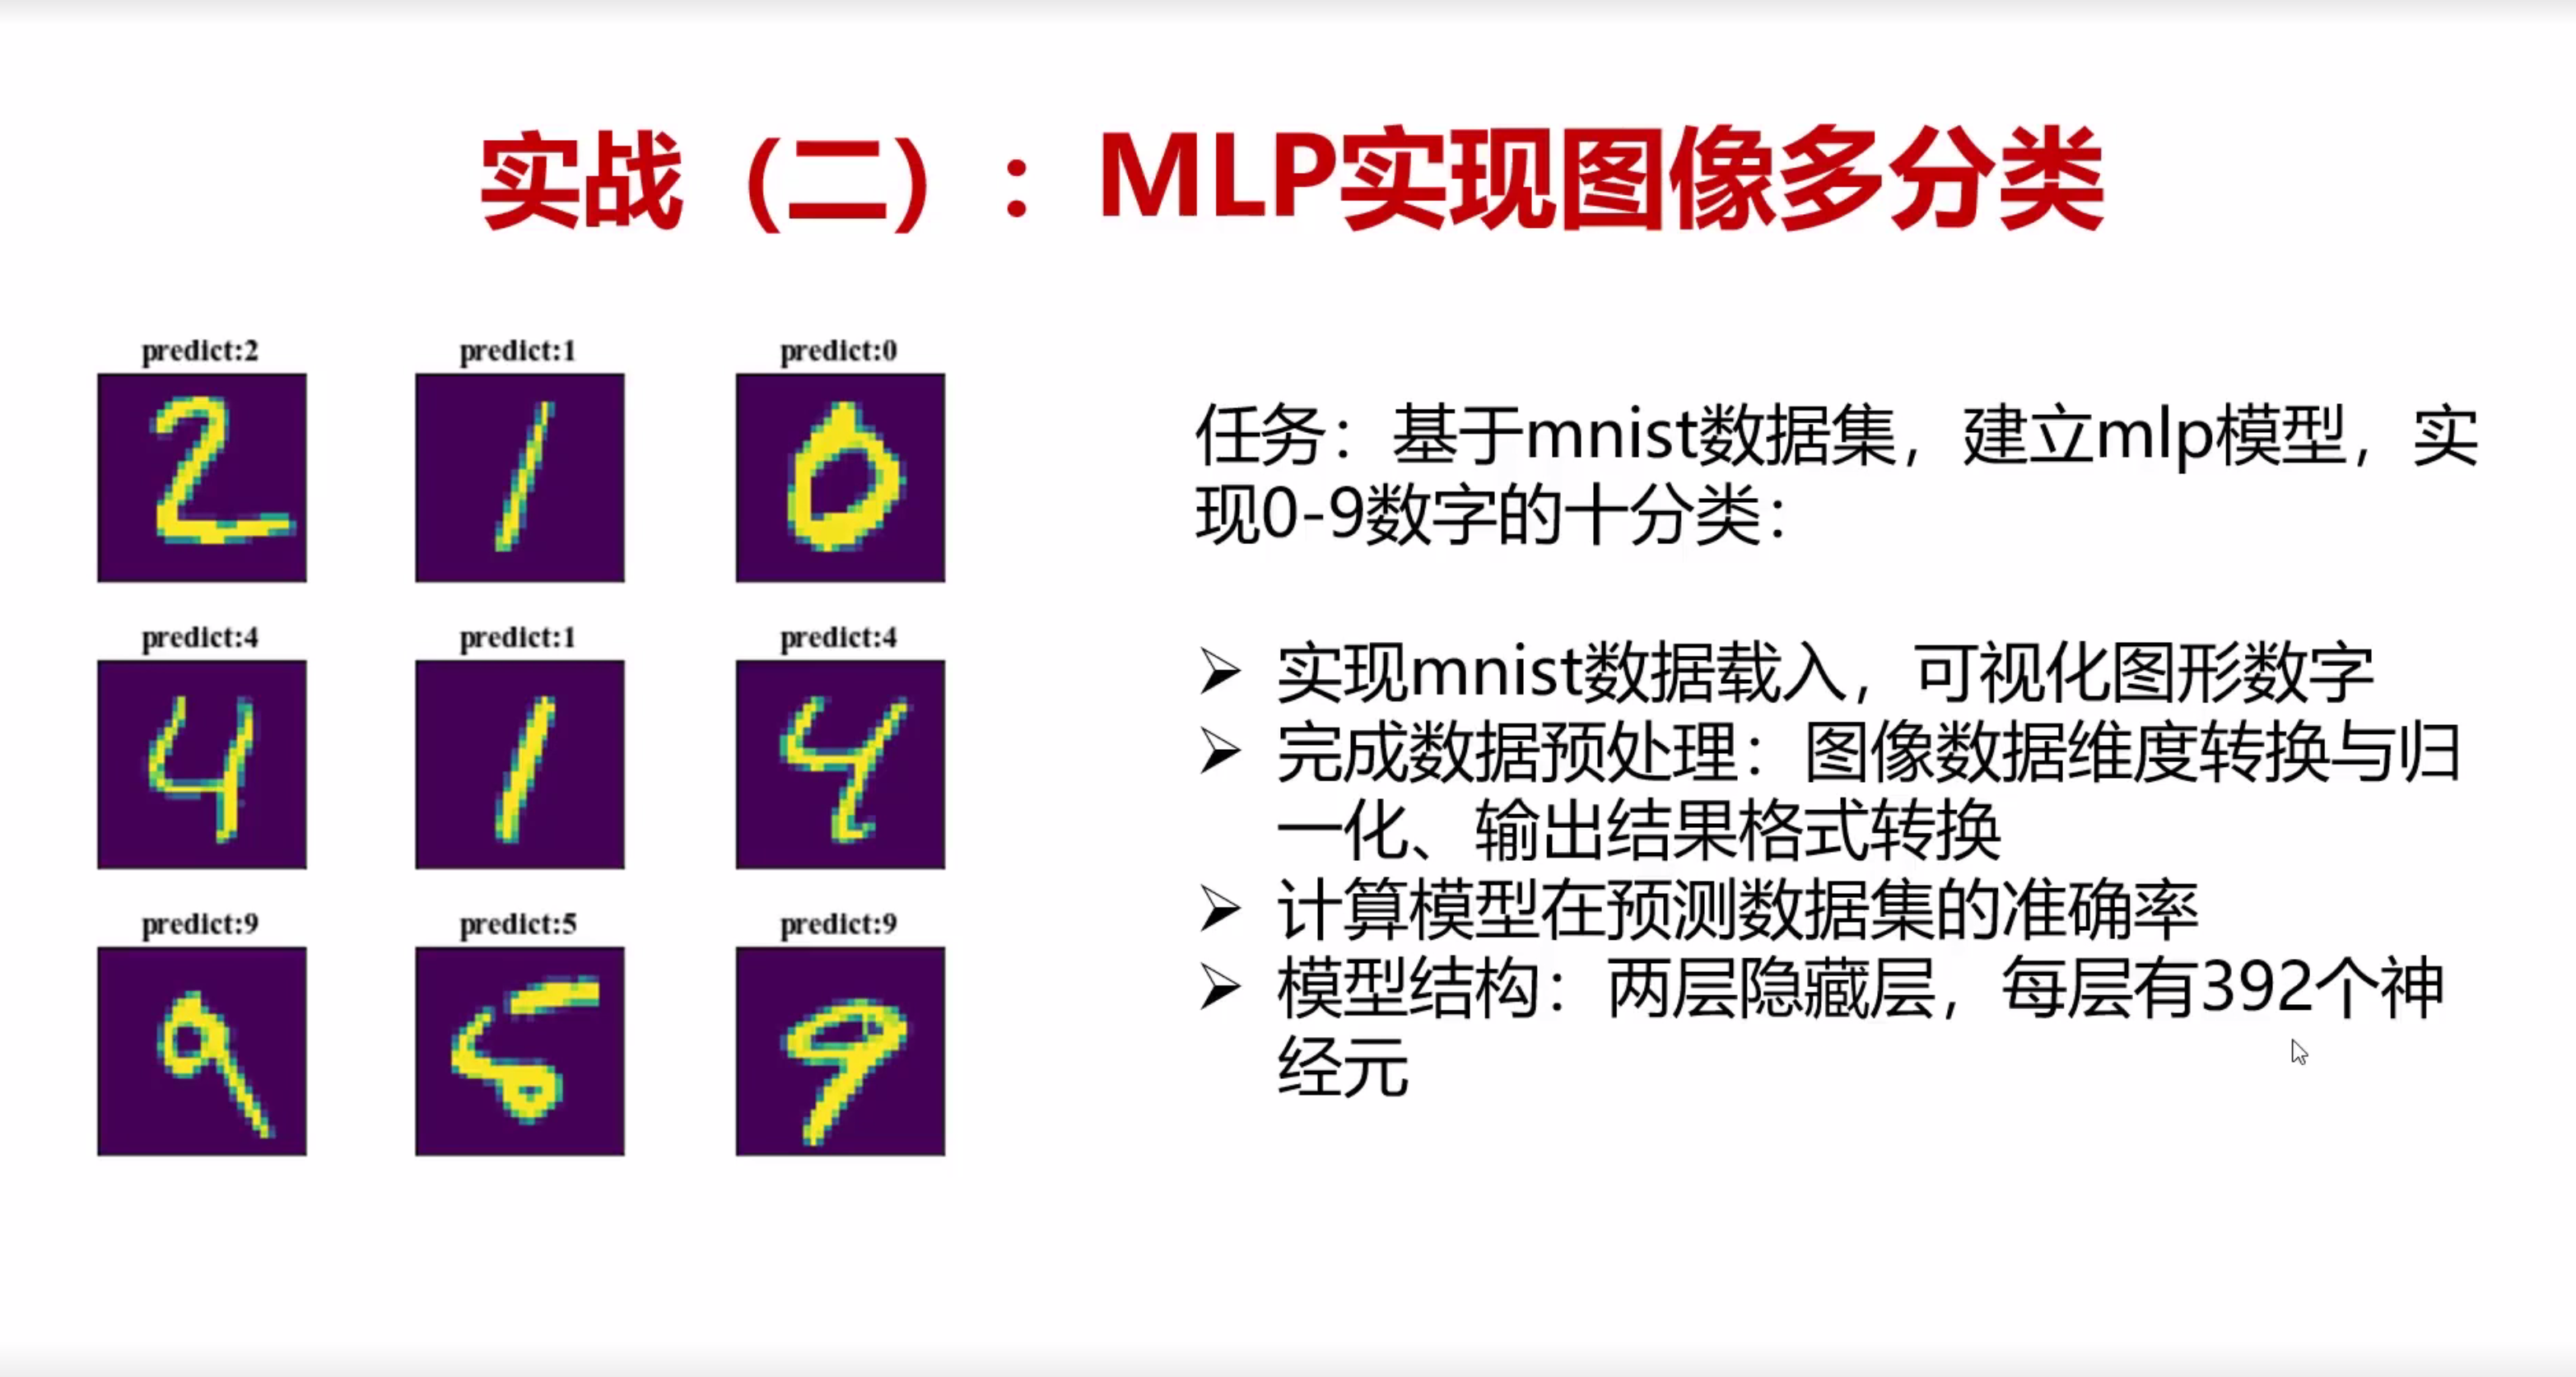 实战（二）：MLP实现图像多分类
predict:2 predict:1 predict:0
predict:4 predict:1 predict:4
predict:9 predict:5 predict:9
任务：基于mnist数据集，建立mlp模型，实
现0-9数字的十分类：
➢ 实现mnist数据载入，可视化图形数字
➢ 完成数据预处理：图像数据维度转换与归
一化、输出结果格式转换
➢ 计算模型在预测数据集的准确率
➢ 模型结构：两层隐藏层，每层有392个神
经元